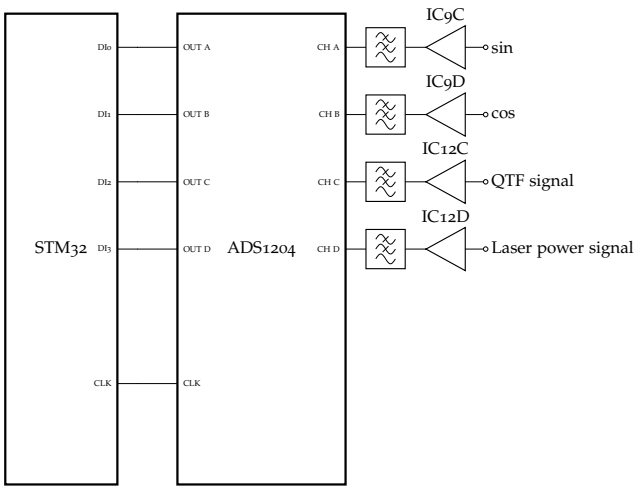 IC9C
DI0 OUT A CH A sin
IC9D
DI1 OUT B CH B cos
IC12C
DI2 OUT C CH C QTF signal
IC12D
STM32 DI3 OUT D ADS1204 CH D Laser power signal
CLK CLK